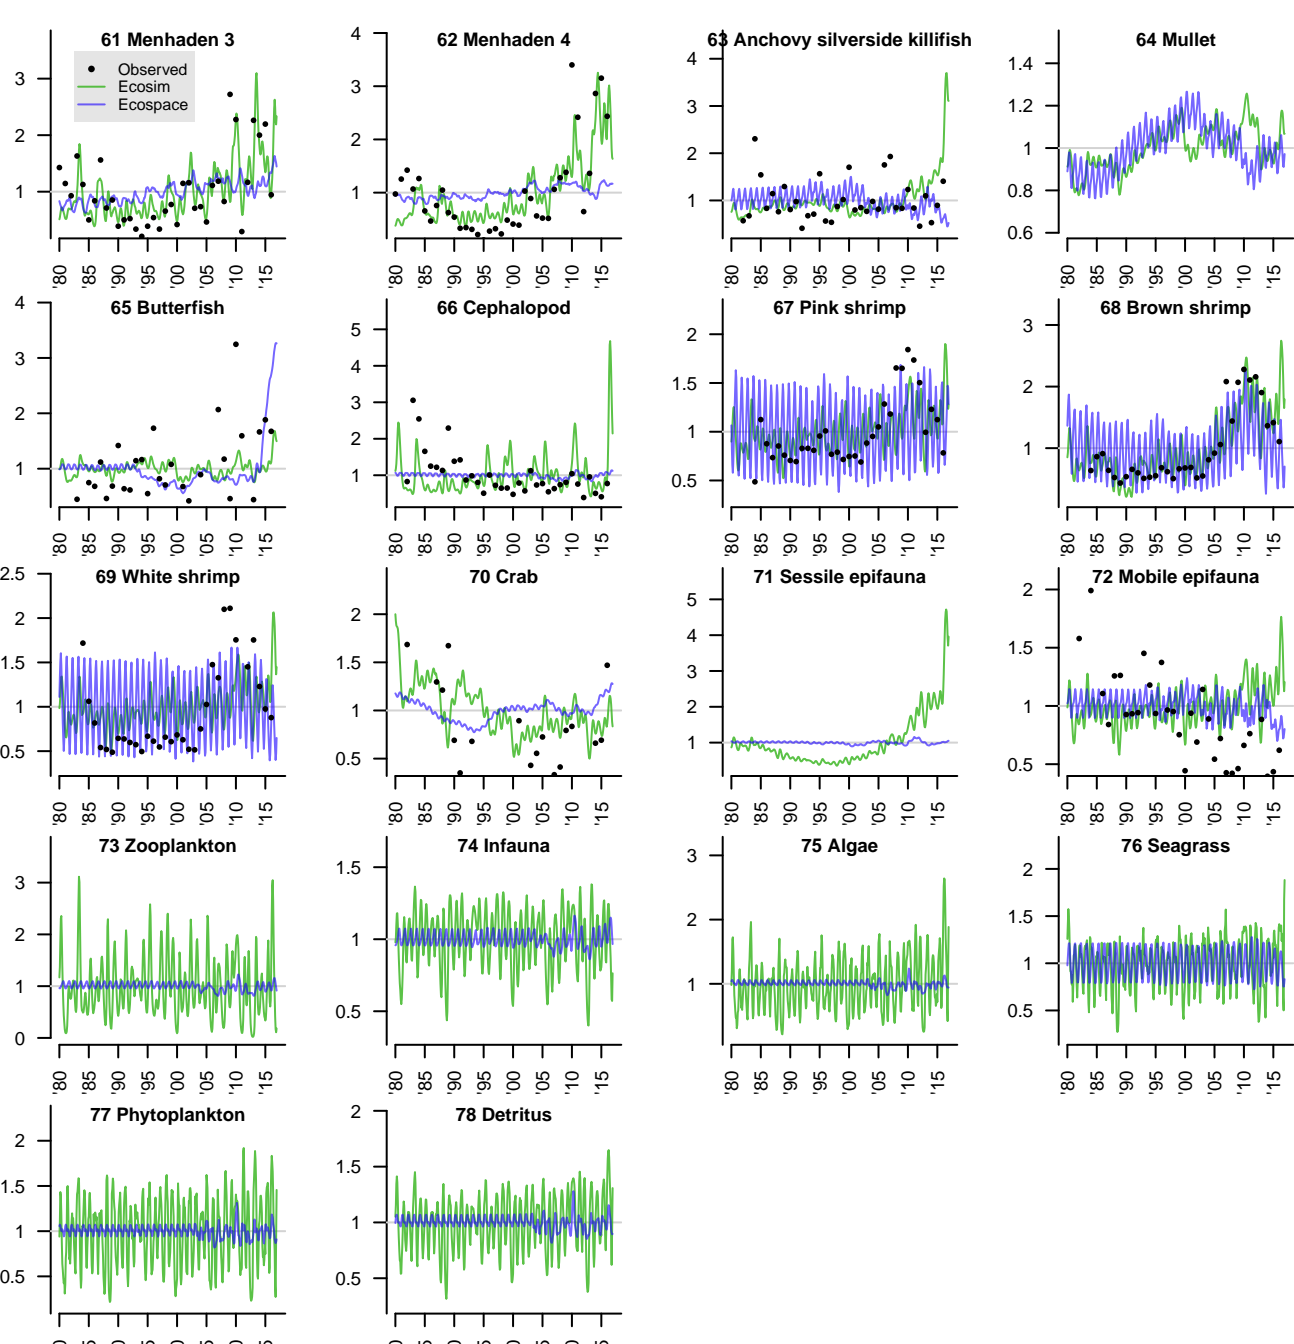 61 Menhaden 3
Observed
Ecosim
Ecospace
3
2
1
'80 '85 '90 '95 '00 '05 '10 '15
62 Menhaden 4
4
3
2
1
'80 '85 '90 '95 '00 '05 '10 '15
63 Anchovy silverside killifish
4
3
2
1
'80 '85 '90 '95 '00 '05 '10 '15
64 Mullet
1.4
1.2
1
0.8
0.6
'80 '85 '90 '95 '00 '05 '10 '15
65 Butterfish
4
3
2
1
'80 '85 '90 '95 '00 '05 '10 '15
66 Cephalopod
5
4
3
2
1
'80 '85 '90 '95 '00 '05 '10 '15
67 Pink shrimp
2
1.5
1
0.5
'80 '85 '90 '95 '00 '05 '10 '15
68 Brown shrimp
3
2
1
'80 '85 '90 '95 '00 '05 '10 '15
69 White shrimp
2.5
2
1.5
1
0.5
'80 '85 '90 '95 '00 '05 '10 '15
70 Crab
2
1.5
1
0.5
'80 '85 '90 '95 '00 '05 '10 '15
71 Sessile epifauna
5
4
3
2
1
'80 '85 '90 '95 '00 '05 '10 '15
72 Mobile epifauna
2
1.5
1
0.5
'80 '85 '90 '95 '00 '05 '10 '15
73 Zooplankton
3
2
1
0
'80 '85 '90 '95 '00 '05 '10 '15
74 Infauna
1.5
1
0.5
'80 '85 '90 '95 '00 '05 '10 '15
75 Algae
3
2
1
'80 '85 '90 '95 '00 '05 '10 '15
76 Seagrass
2
1.5
1
0.5
'80 '85 '90 '95 '00 '05 '10 '15
77 Phytoplankton
2
1.5
1
0.5
78 Detritus
2
1.5
1
0.5